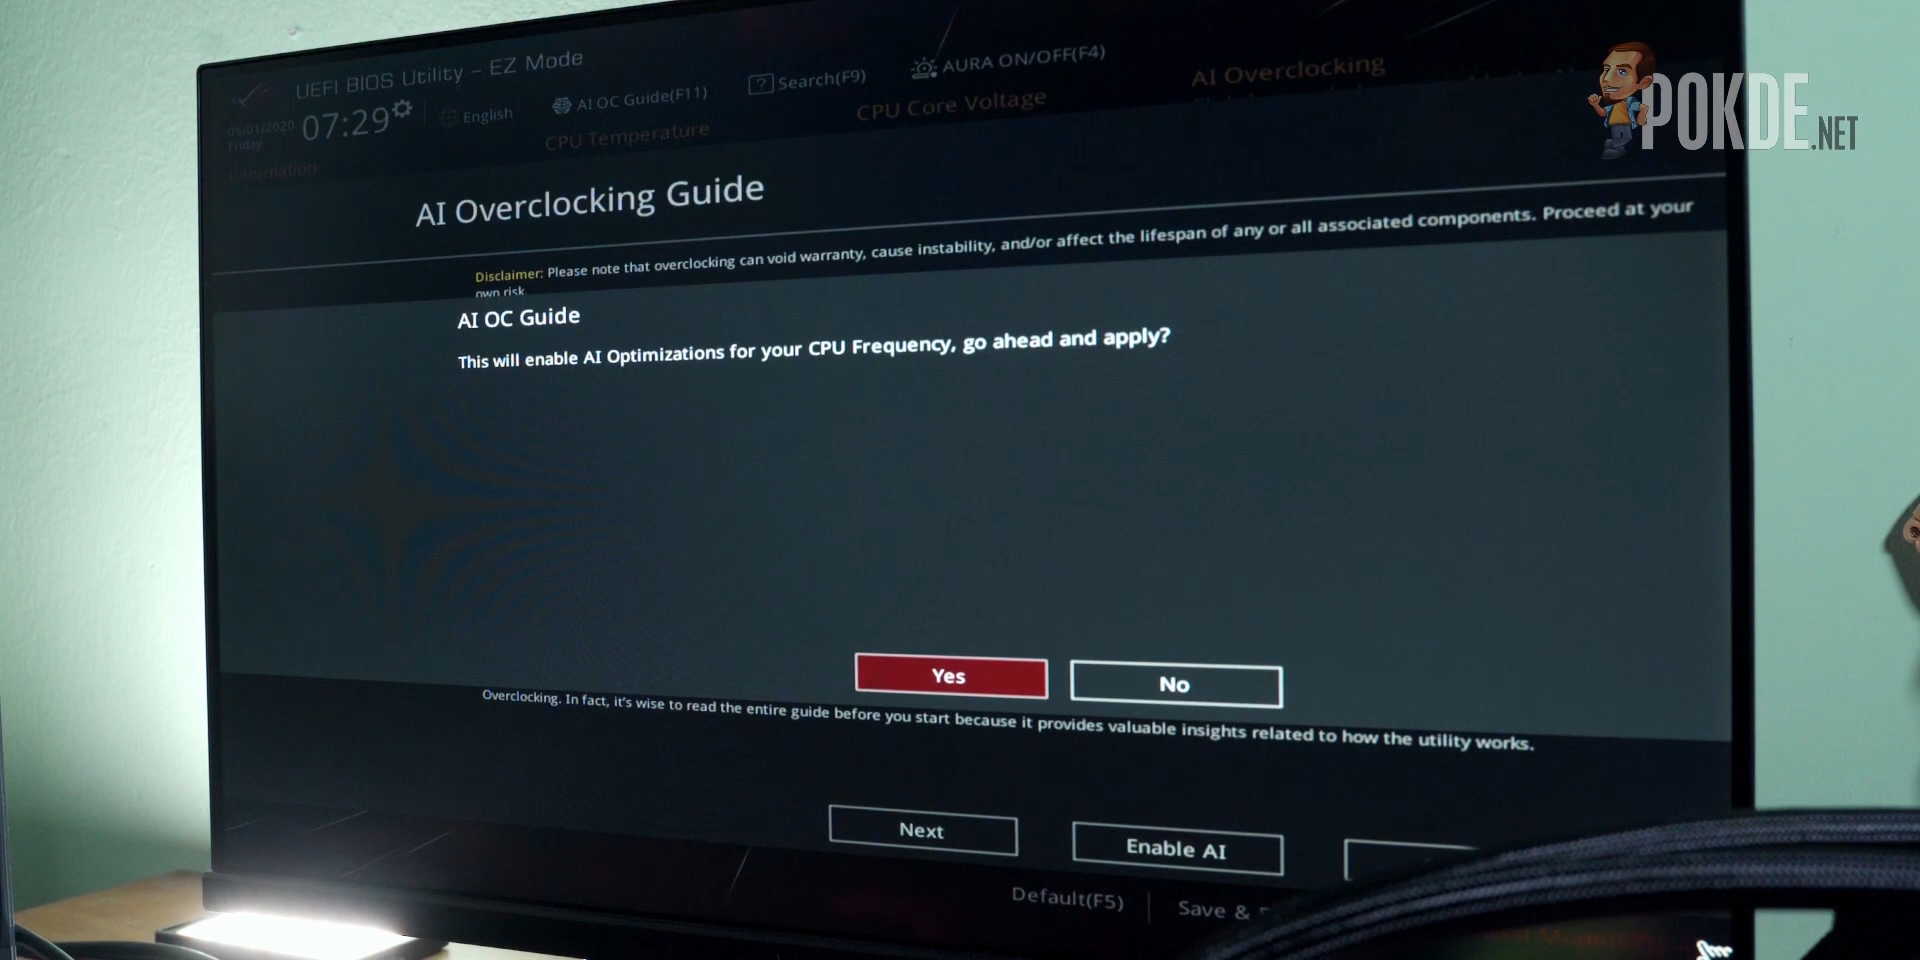 UEFI BIOS Utility – EZ Mode
05/01/2020
Friday
07:29
English
AI OC Guide(F11)
Search(F9)
AURA ON/OFF(F4)
Information
CPU Temperature
CPU Core Voltage
AI Overclocking
POKDE.NET
AI Overclocking Guide
Disclaimer: Please note that overclocking can void warranty, cause instability, and/or affect the lifespan of any or all associated components. Proceed at your
own risk
AI OC Guide
This will enable AI Optimizations for your CPU Frequency, go ahead and apply?
Yes
No
Overclocking. In fact, it's wise to read the entire guide before you start because it provides valuable insights related to how the utility works.
Next
Enable AI
Default(F5)
Save &